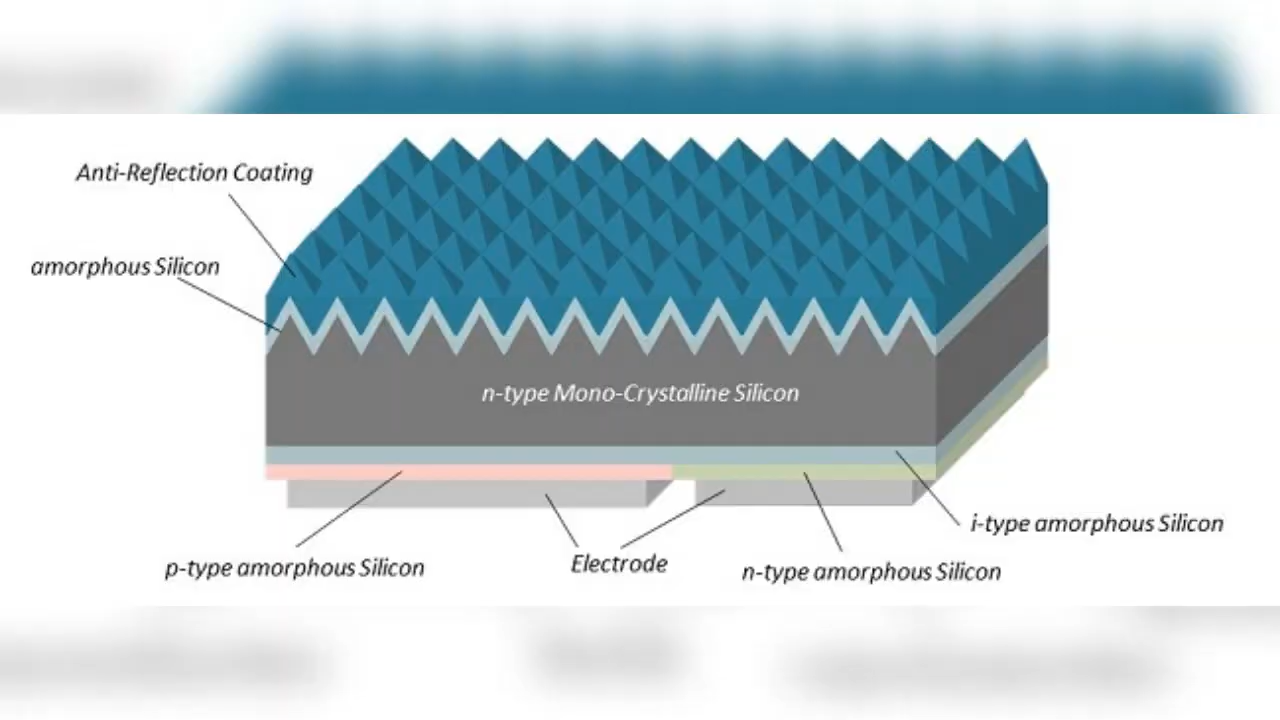 Anti-Reflection Coating
amorphous Silicon
n-type Mono-Crystalline Silicon
i-type amorphous Silicon
p-type amorphous Silicon
Electrode
n-type amorphous Silicon